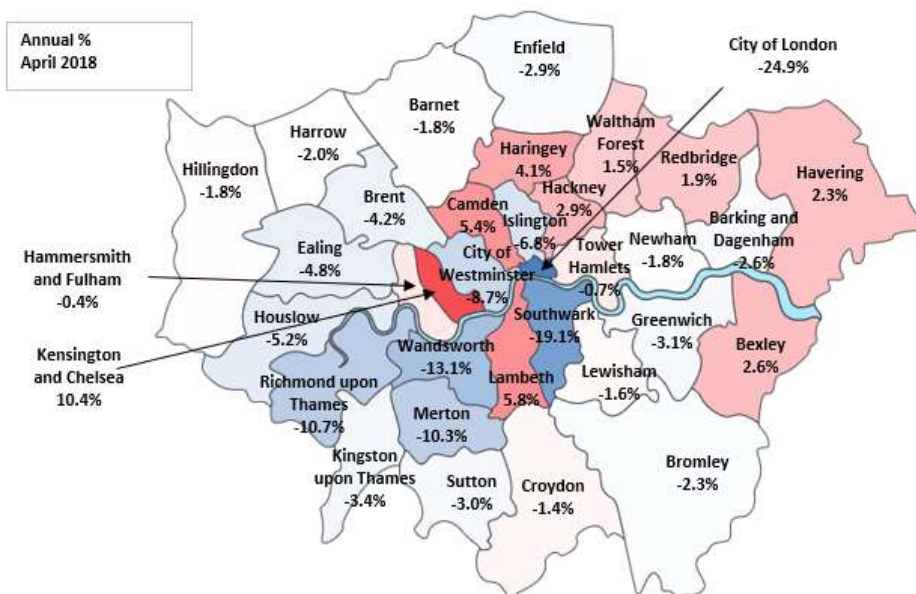 Annual %
April 2018
Enfield
-2.9%
City of London
-24.9%
Barnet
-1.8%
Harrow
-2.0%
Hillingdon
-1.8%
Waltham
Forest
1.5%
Haringey
4.1%
Redbridge
1.9%
Havering
2.3%
Brent
-4.2%
Camden
5.4%
Islington
-6.8%
Hackney
2.9%
Ealing
-4.8%
City of
Westminster
-8.7%
Tower
Hamlets
-0.7%
Newham
-1.8%
Barking and
Dagenham
-2.6%
Hammersmith
and Fulham
-0.4%
Houslow
-5.2%
Kensington
and Chelsea
10.4%
Southwark
-19.1%
Greenwich
-3.1%
Bexley
2.6%
Wandsworth
-13.1%
Richmond upon
Thames
-10.7%
Lambeth
5.8%
Lewisham
-1.6%
Merton
-10.3%
Kingston
upon Thames
-3.4%
Sutton
-3.0%
Croydon
-1.4%
Bromley
-2.3%